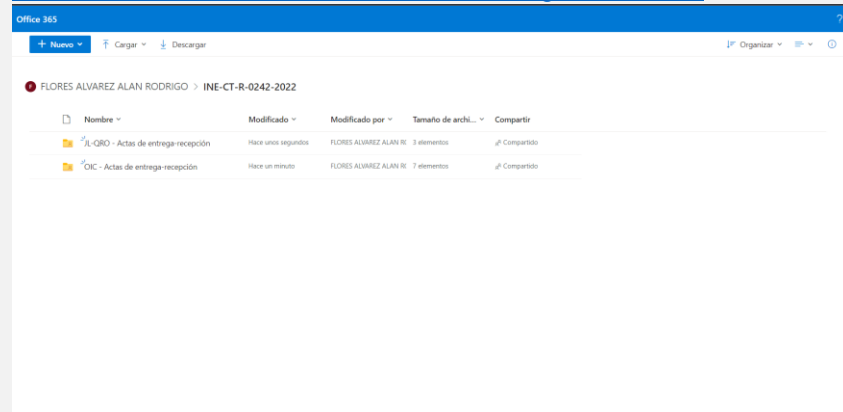 Office 365
?
+ Nuevo Cargar Descargar Organizar
F FLORES ALVAREZ ALAN RODRIGO > INE-CT-R-0242-2022
Nombre Modificado Modificado por Tamaño de archi... Compartir
JL-QRO - Actas de entrega-recepción Hace unos segundos FLORES ALVAREZ ALAN RO 3 elementos Compartido
OIC - Actas de entrega-recepción Hace un minuto FLORES ALVAREZ ALAN RO 7 elementos Compartido